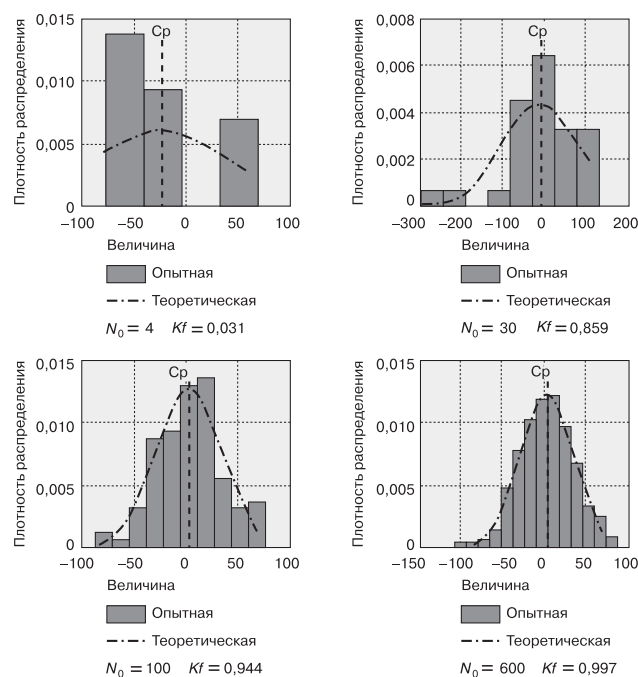 Плотность распределения
0,015
0,010
0,005
0
Ср
–100 –50 0 50 100
Величина
Опытная
Теоретическая
N₀ = 4 Kf = 0,031
Плотность распределения
0,008
0,006
0,004
0,002
0
Ср
–300 –200 –100 0 100 200
Величина
Опытная
Теоретическая
N₀ = 30 Kf = 0,859
Плотность распределения
0,015
0,010
0,005
0
Ср
–100 –50 0 50 100
Величина
Опытная
Теоретическая
N₀ = 100 Kf = 0,944
Плотность распределения
0,015
0,010
0,005
0
Ср
–150 –100 –50 0 50 100
Величина
Опытная
Теоретическая
N₀ = 600 Kf = 0,997